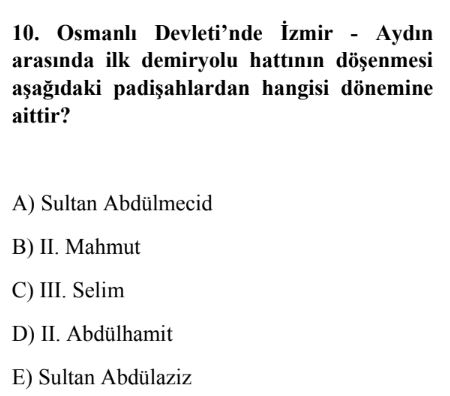 10. Osmanlı Devleti’nde İzmir - Aydın
arasında ilk demiryolu hattının döşenmesi
aşağıdaki padişahlardan hangisi dönemine
aittir?
A) Sultan Abdülmecid
B) II. Mahmut
C) III. Selim
D) II. Abdülhamit
E) Sultan Abdülaziz